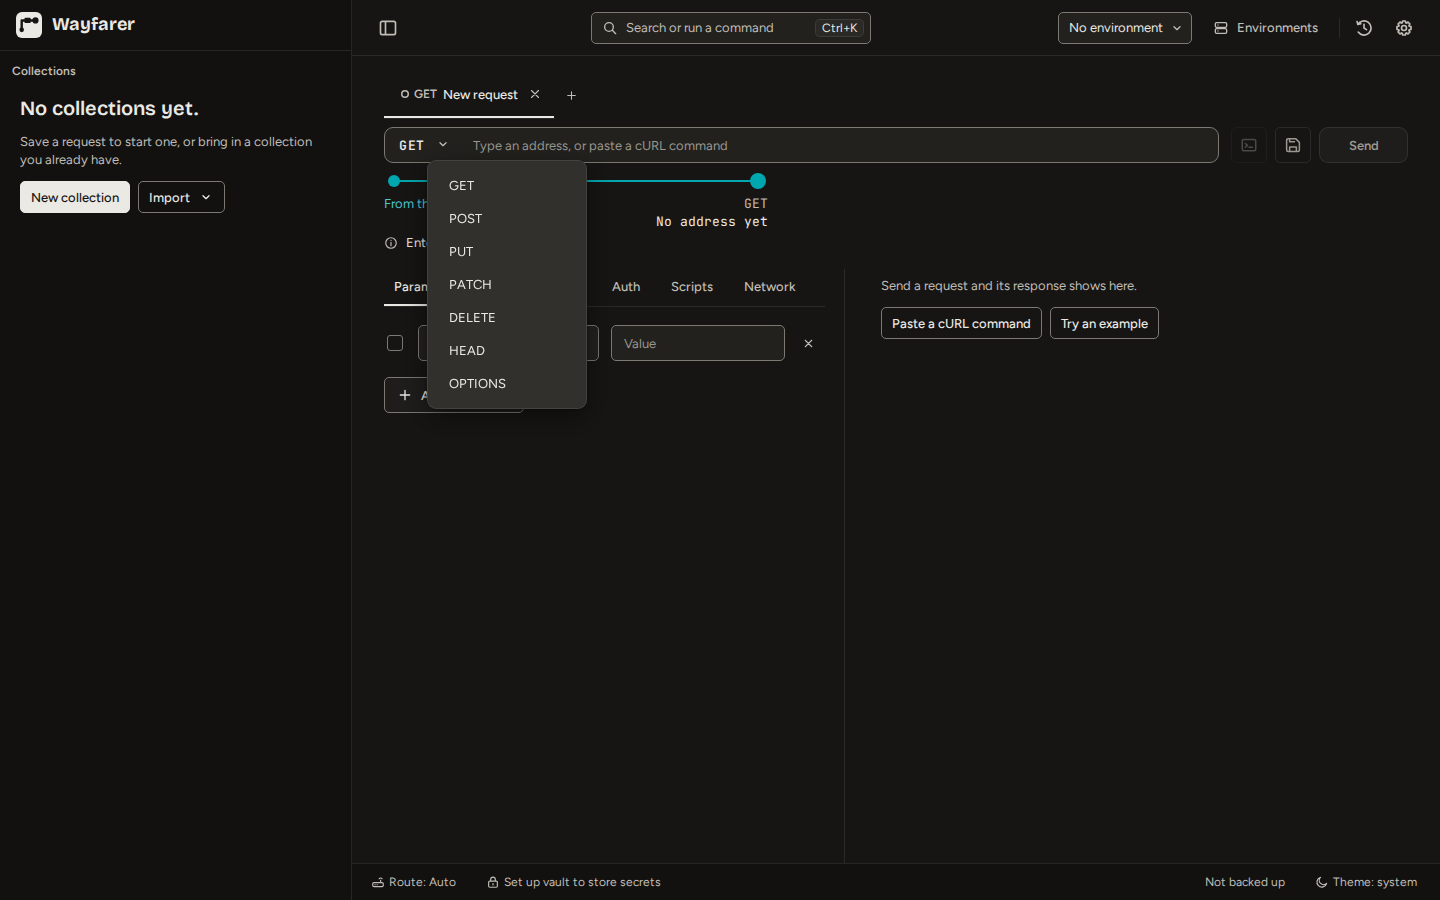 Wayfarer
Search or run a command
Ctrl+K
No environment
Environments
Collections
No collections yet.
Save a request to start one, or bring in a collection
you already have.
New collection
Import
GET New request
GET
Type an address, or paste a cURL command
Send
GET
POST
PUT
PATCH
DELETE
HEAD
OPTIONS
From
GET
No address yet
Auth
Scripts
Network
Value
Send a request and its response shows here.
Paste a cURL command
Try an example
Route: Auto
Set up vault to store secrets
Not backed up
Theme: system